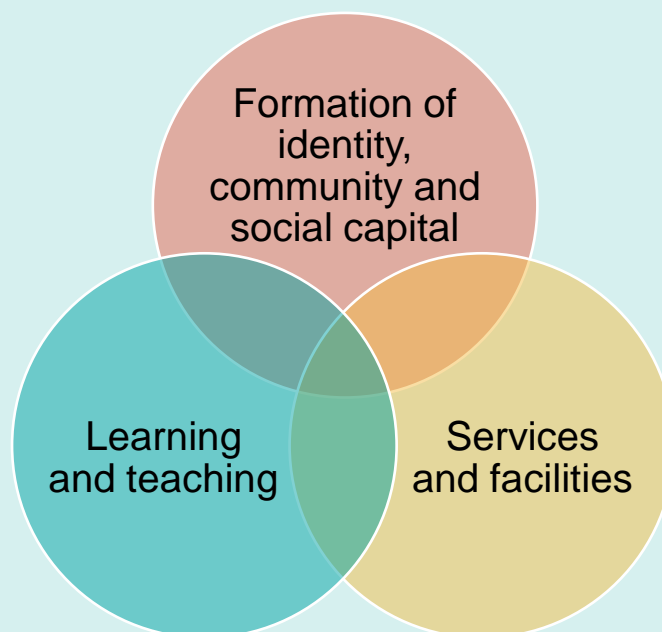 Formation of
identity,
community and
social capital
Learning
and teaching
Services
and facilities